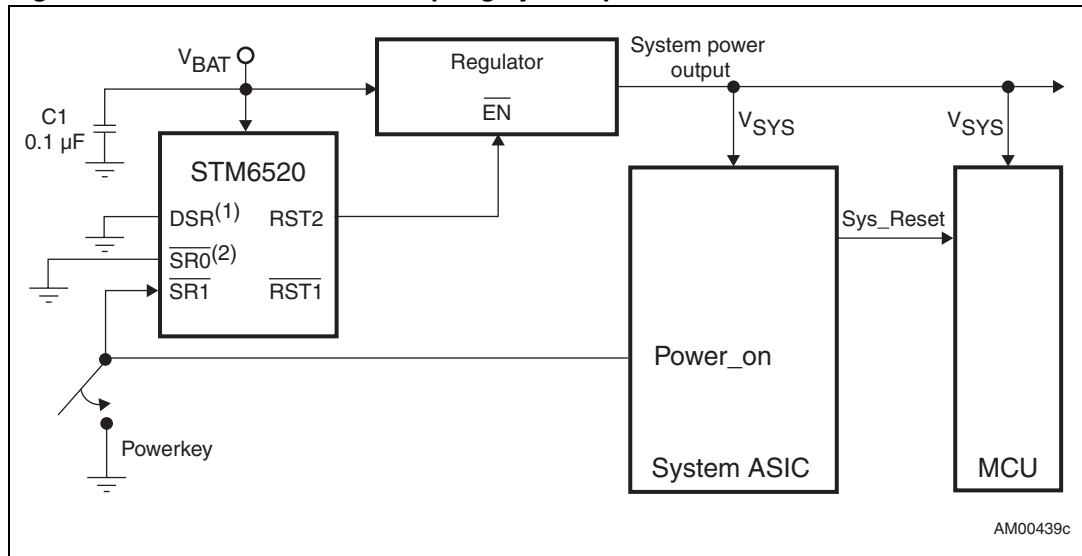 System power
output
Regulator
V_BAT
EN
C1
0.1 µF
V_SYS
V_SYS
STM6520
DSR(1) RST2
Sys_Reset
SR0(2)
SR1 RST1
Power_on
Powerkey
System ASIC
MCU
AM00439c